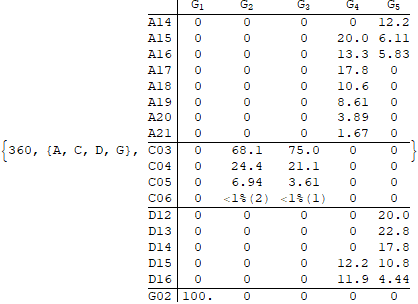 G1 G2 G3 G4 G5
A14 0 0 0 0 12.2
A15 0 0 0 20.0 6.11
A16 0 0 0 13.3 5.83
A17 0 0 0 17.8 0
A18 0 0 0 10.6 0
A19 0 0 0 8.61 0
A20 0 0 0 3.89 0
A21 0 0 0 1.67 0
{360, {A, C, D, G}, C03 0 68.1 75.0 0 0 }
C04 0 24.4 21.1 0 0
C05 0 6.94 3.61 0 0
C06 0 <1%(2) <1%(1) 0 0
D12 0 0 0 0 20.0
D13 0 0 0 0 22.8
D14 0 0 0 0 17.8
D15 0 0 0 12.2 10.8
D16 0 0 0 11.9 4.44
G02 100. 0 0 0 0